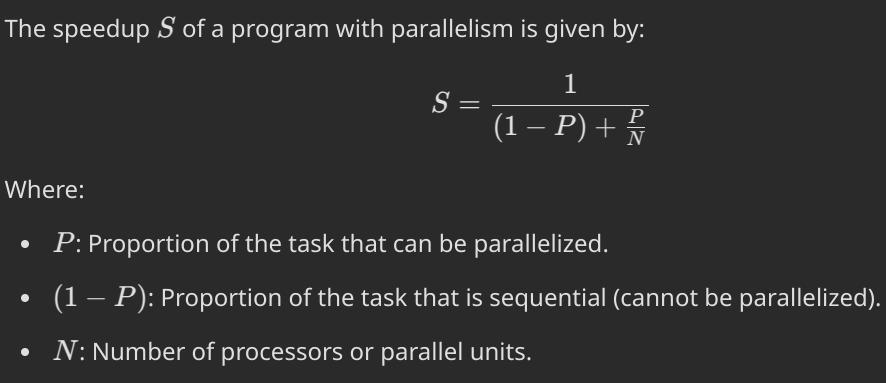 The speedup S of a program with parallelism is given by:
S = \frac{1}{(1 − P) + \frac{P}{N}}
Where:
• P: Proportion of the task that can be parallelized.
• (1 − P): Proportion of the task that is sequential (cannot be parallelized).
• N: Number of processors or parallel units.